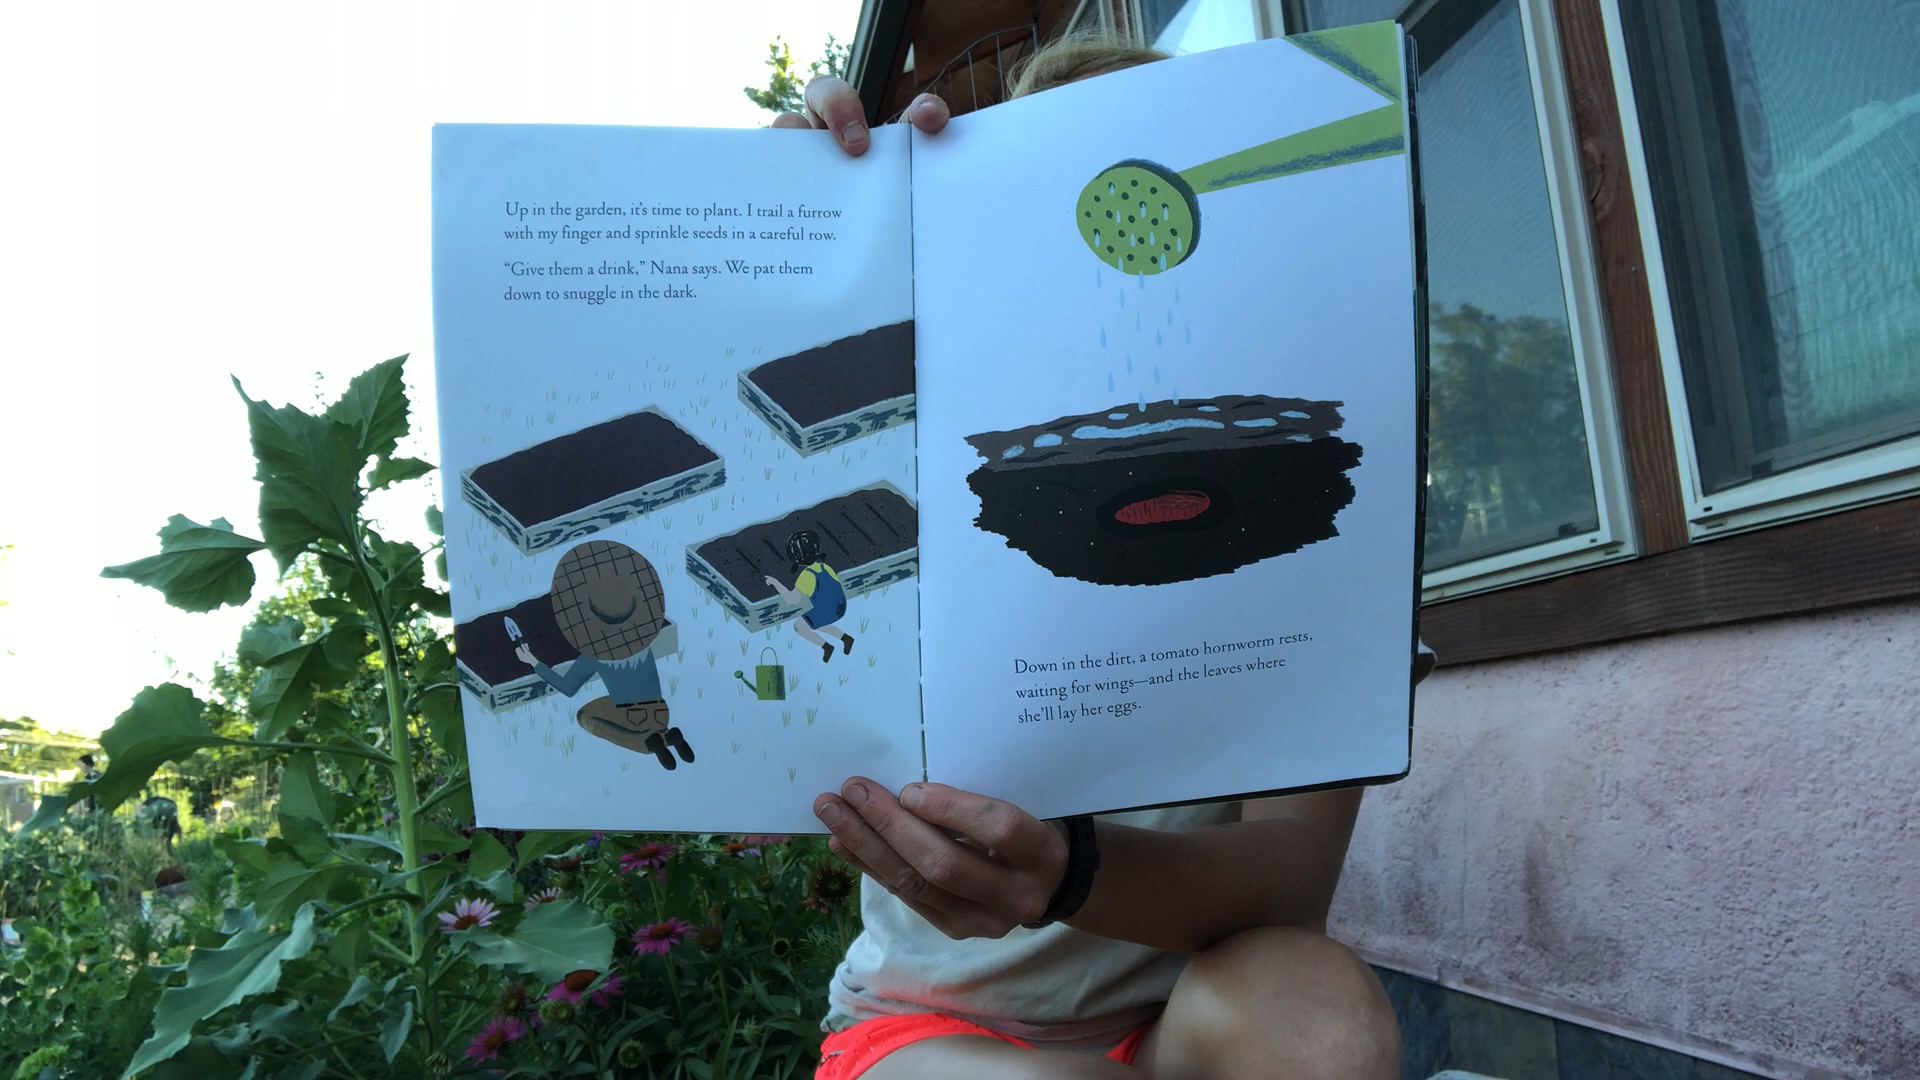 Up in the garden, it's time to plant. I trail a furrow
with my finger and sprinkle seeds in a careful row.
“Give them a drink,” Nana says. We pat them
down to snuggle in the dark.
Down in the dirt, a tomato hornworm rests,
waiting for wings—and the leaves where
she'll lay her eggs.